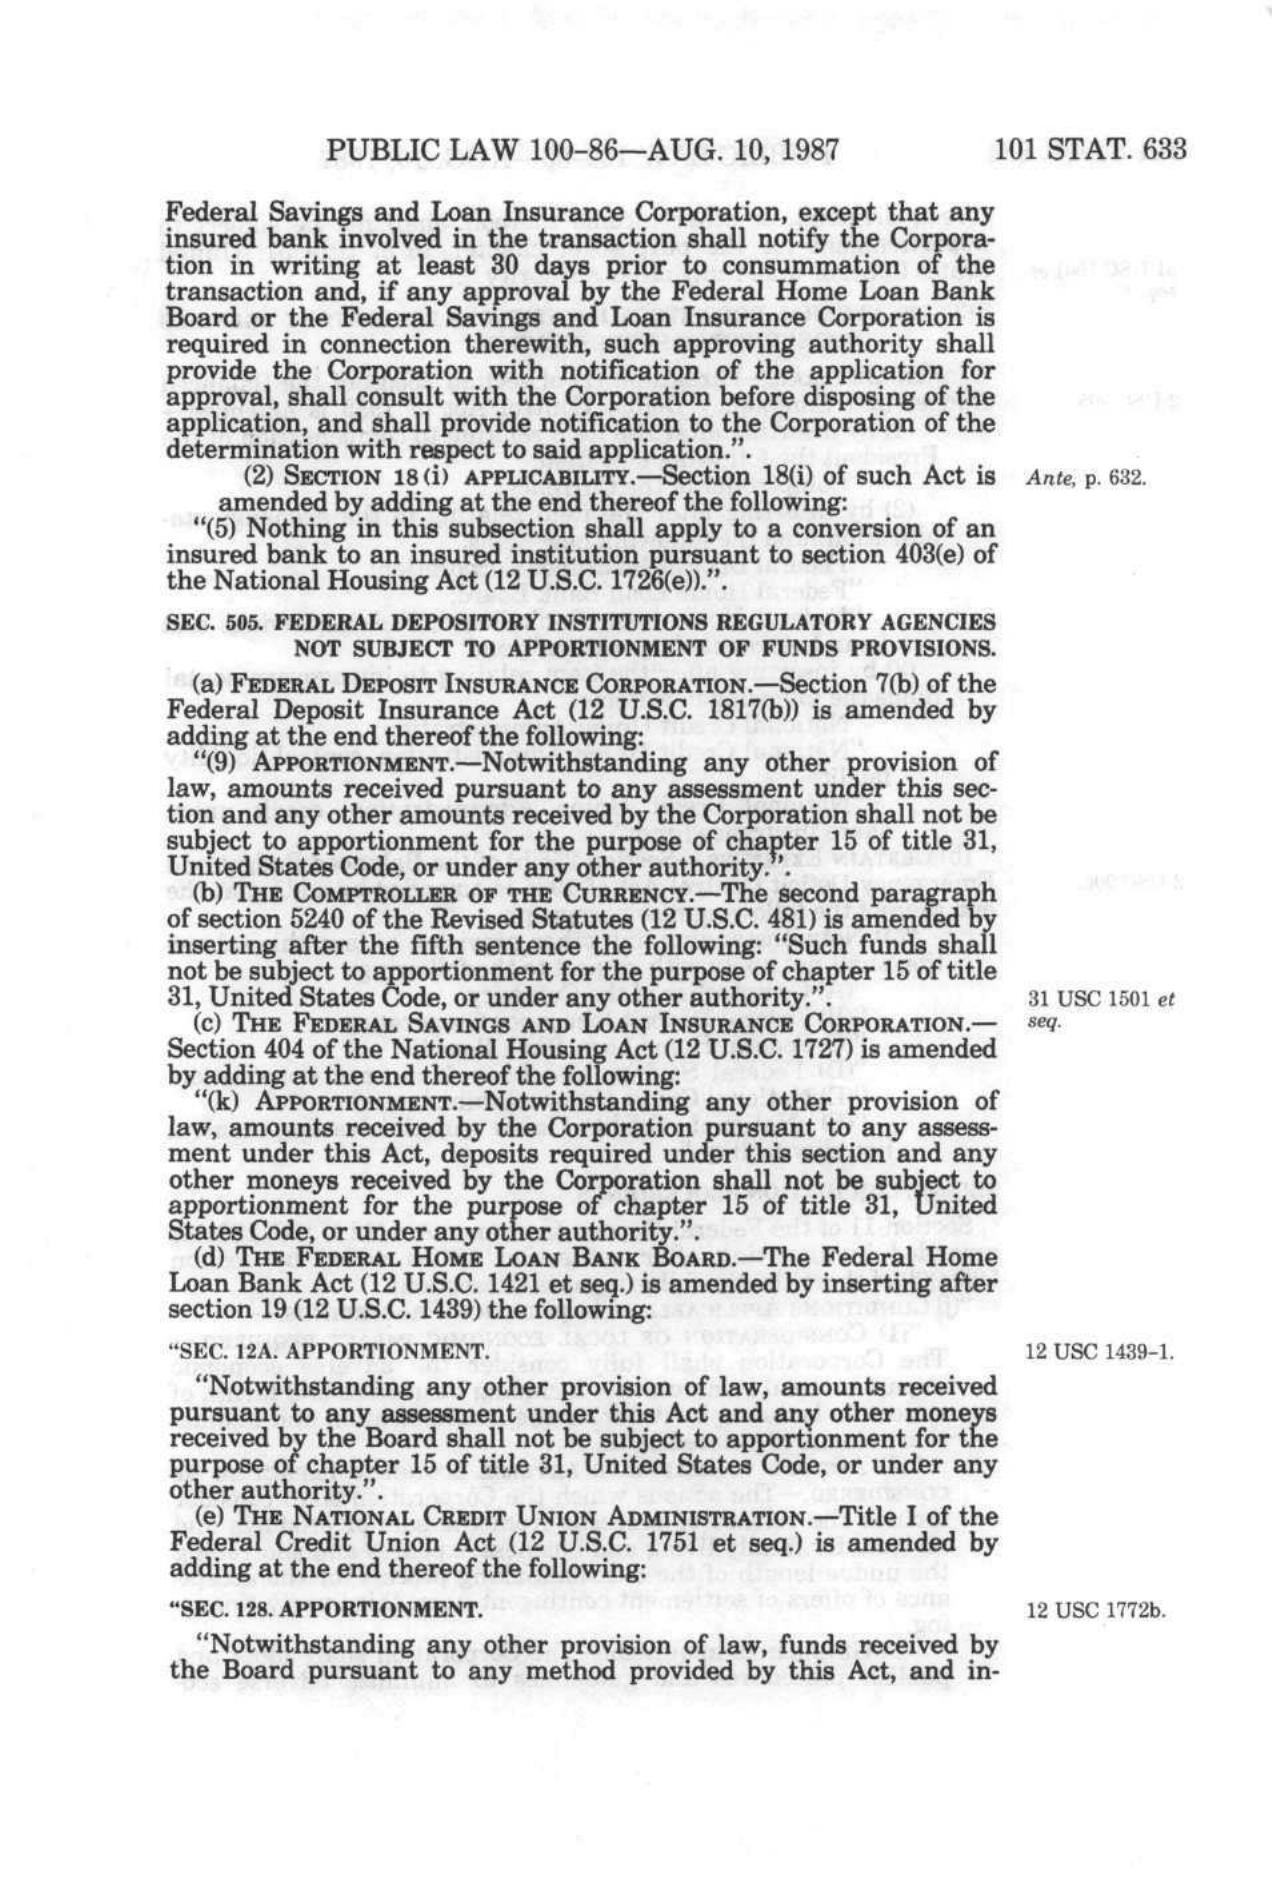 PUBLIC LAW 100-86—AUG. 10, 1987 101 STAT. 633
Federal Savings and Loan Insurance Corporation, except that any
insured bank involved in the transaction shall notify the Corpora-
tion in writing at least 30 days prior to consummation of the
transaction and, if any approval by the Federal Home Loan Bank
Board or the Federal Savings and Loan Insurance Corporation is
required in connection therewith, such approving authority shall
provide the Corporation with notification of the application for
approval, shall consult with the Corporation before disposing of the
application, and shall provide notification to the Corporation of the
determination with respect to said application.”.
(2) SECTION 18(i) APPLICABILITY.—Section 18(i) of such Act is
Ante, p. 632.
amended by adding at the end thereof the following:
“(5) Nothing in this subsection shall apply to a conversion of an
insured bank to an insured institution pursuant to section 403(e) of
the National Housing Act (12 U.S.C. 1726(e)).”.
SEC. 505. FEDERAL DEPOSITORY INSTITUTIONS REGULATORY AGENCIES
NOT SUBJECT TO APPORTIONMENT OF FUNDS PROVISIONS.
(a) FEDERAL DEPOSIT INSURANCE CORPORATION.—Section 7(b) of the
Federal Deposit Insurance Act (12 U.S.C. 1817(b)) is amended by
adding at the end thereof the following:
“(9) APPORTIONMENT.—Notwithstanding any other provision of
law, amounts received pursuant to any assessment under this sec-
tion and any other amounts received by the Corporation shall not be
subject to apportionment for the purpose of chapter 15 of title 31,
United States Code, or under any other authority.”.
(b) THE COMPTROLLER OF THE CURRENCY.—The second paragraph
of section 5240 of the Revised Statutes (12 U.S.C. 481) is amended by
inserting after the fifth sentence the following: “Such funds shall
not be subject to apportionment for the purpose of chapter 15 of title
31, United States Code, or under any other authority.”.
31 USC 1501 et
seq.
(c) THE FEDERAL SAVINGS AND LOAN INSURANCE CORPORATION.—
Section 404 of the National Housing Act (12 U.S.C. 1727) is amended
by adding at the end thereof the following:
“(k) APPORTIONMENT.—Notwithstanding any other provision of
law, amounts received by the Corporation pursuant to any assess-
ment under this Act, deposits required under this section and any
other moneys received by the Corporation shall not be subject to
apportionment for the purpose of chapter 15 of title 31, United
States Code, or under any other authority.”.
(d) THE FEDERAL HOME LOAN BANK BOARD.—The Federal Home
Loan Bank Act (12 U.S.C. 1421 et seq.) is amended by inserting after
section 19 (12 U.S.C. 1439) the following:
“SEC. 12A. APPORTIONMENT.
12 USC 1439-1.
“Notwithstanding any other provision of law, amounts received
pursuant to any assessment under this Act and any other moneys
received by the Board shall not be subject to apportionment for the
purpose of chapter 15 of title 31, United States Code, or under any
other authority.”.
(e) THE NATIONAL CREDIT UNION ADMINISTRATION.—Title I of the
Federal Credit Union Act (12 U.S.C. 1751 et seq.) is amended by
adding at the end thereof the following:
“SEC. 128. APPORTIONMENT.
12 USC 1772b.
“Notwithstanding any other provision of law, funds received by
the Board pursuant to any method provided by this Act, and in-